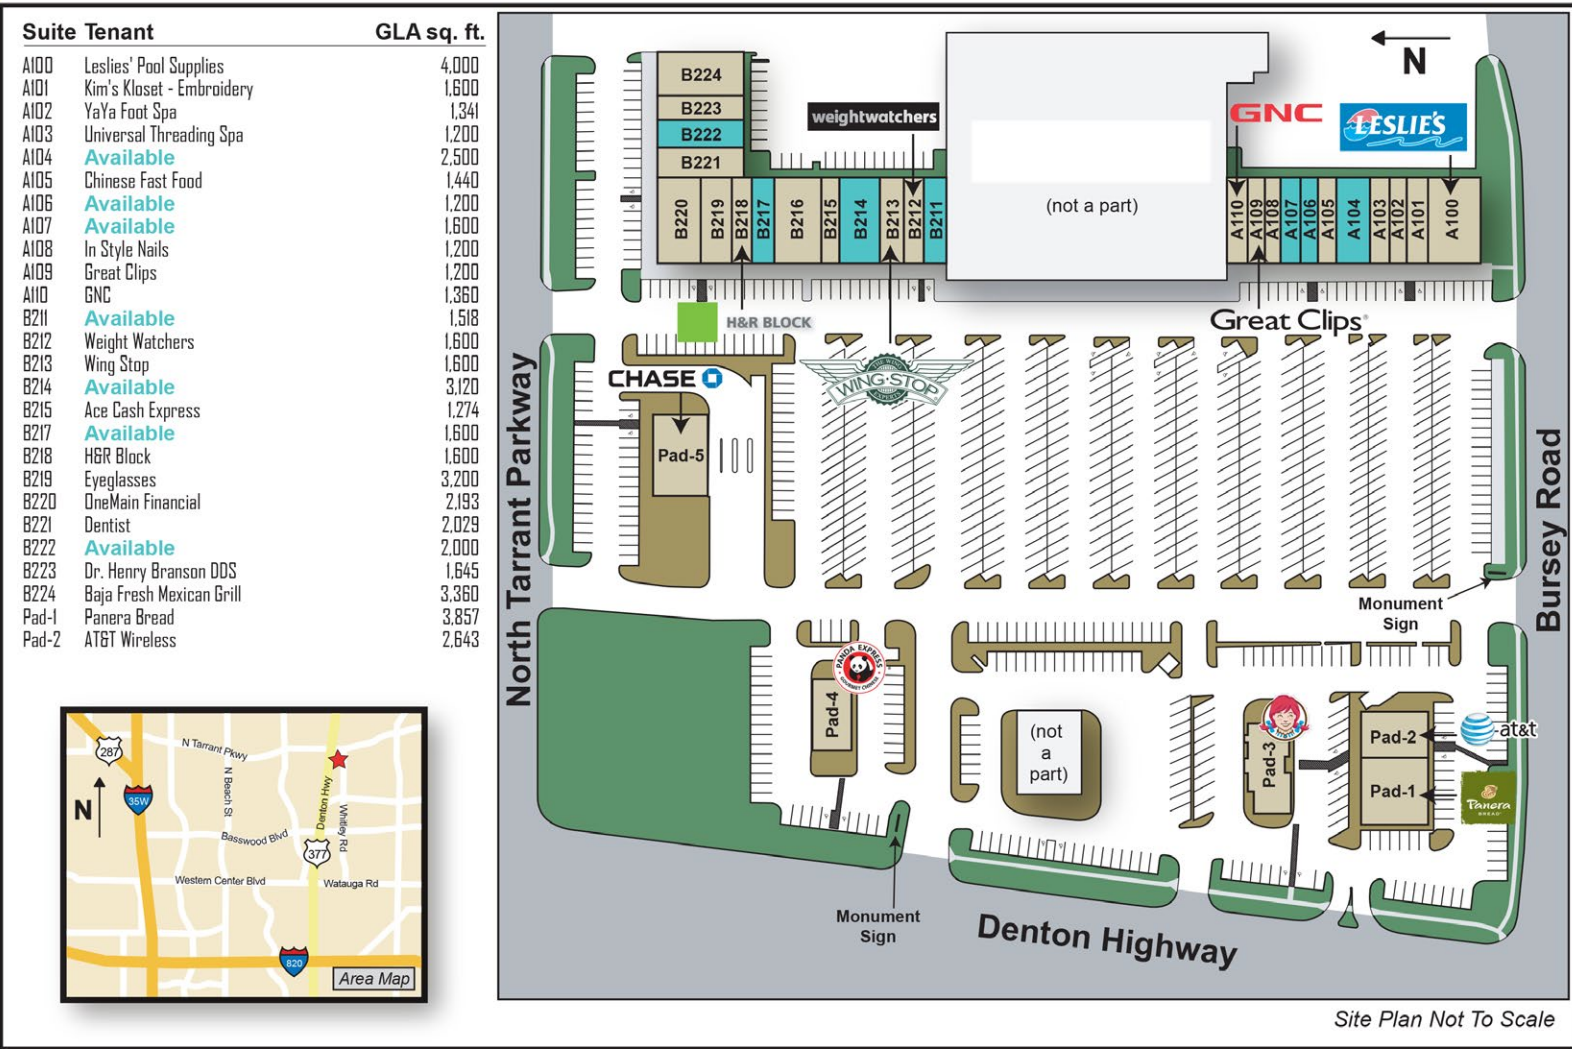 Suite Tenant GLA sq. ft.
A100 Leslies' Pool Supplies 4,000
A101 Kim's Kloset - Embroidery 1,600
A102 YaYa Foot Spa 1,341
A103 Universal Threading Spa 1,200
A104 Available 2,500
A105 Chinese Fast Food 1,440
A106 Available 1,200
A107 Available 1,600
A108 In Style Nails 1,200
A109 Great Clips 1,200
A110 GNC 1,360
B211 Available 1,518
B212 Weight Watchers 1,600
B213 Wing Stop 1,600
B214 Available 3,120
B215 Ace Cash Express 1,274
B217 Available 1,600
B218 H&R Block 1,600
B219 Eyeglasses 3,200
B220 OneMain Financial 2,193
B221 Dentist 2,029
B222 Available 2,000
B223 Dr. Henry Branson DDS 1,645
B224 Baja Fresh Mexican Grill 3,360
Pad-1 Panera Bread 3,857
Pad-2 AT&T Wireless 2,643
287
N Tarrant Pkwy
N
35W
N Beach St
Denton Hwy
Whitley Rd
Basswood Blvd
377
Western Center Blvd
Watauga Rd
820
Area Map
N
B224
B223
B222
B221
weightwatchers
GNC
LESLIE'S
(not a part)
B220
B219
B218
B217
B216
B215
B214
B213
B212
B211
A110
A109
A108
A107
A106
A105
A104
A103
A102
A101
A100
H&R BLOCK
Great Clips
CHASE
THE WING
WING·STOP
EXPERTS
Pad-5
North Tarrant Parkway
Bursey Road
Monument
Sign
PANDA EXPRESS
GOURMET CHINESE
Pad-4
(not
a
part)
Pad-3
Pad-2
at&t
Pad-1
Panera
BREAD
Monument
Sign
Denton Highway
Site Plan Not To Scale